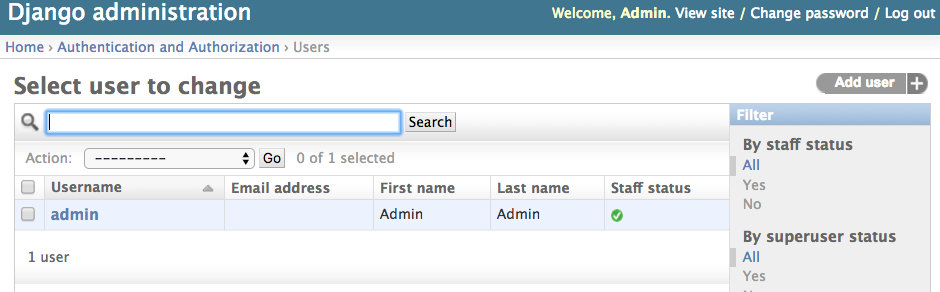 Django administration
Welcome, Admin. View site / Change password / Log out
Home › Authentication and Authorization › Users
Select user to change
Add user +
Search
Action: --------- Go 0 of 1 selected
Username Email address First name Last name Staff status
admin Admin Admin
1 user
Filter
By staff status
All
Yes
No
By superuser status
All
Yes